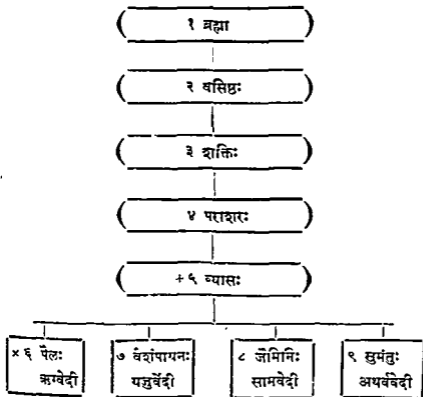 १ ब्रह्मा
२ वसिष्ठः
३ शक्तिः
४ पराशरः
+५ व्यासः
×६ पैलः
ऋग्वेदी
७ वैशंपायनः
यजुर्वेदी
८ जैमिनिः
सामवेदी
९ सुमंतुः
अथर्ववेदी